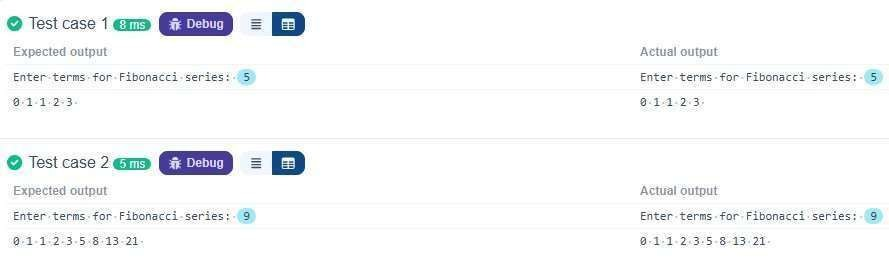 Test case 1 8 ms Debug
Expected output Actual output
Enter·terms·for·Fibonacci·series:· 5 Enter·terms·for·Fibonacci·series:· 5
0·1·1·2·3· 0·1·1·2·3·
Test case 2 5 ms Debug
Expected output Actual output
Enter·terms·for·Fibonacci·series:· 9 Enter·terms·for·Fibonacci·series:· 9
0·1·1·2·3·5·8·13·21· 0·1·1·2·3·5·8·13·21·